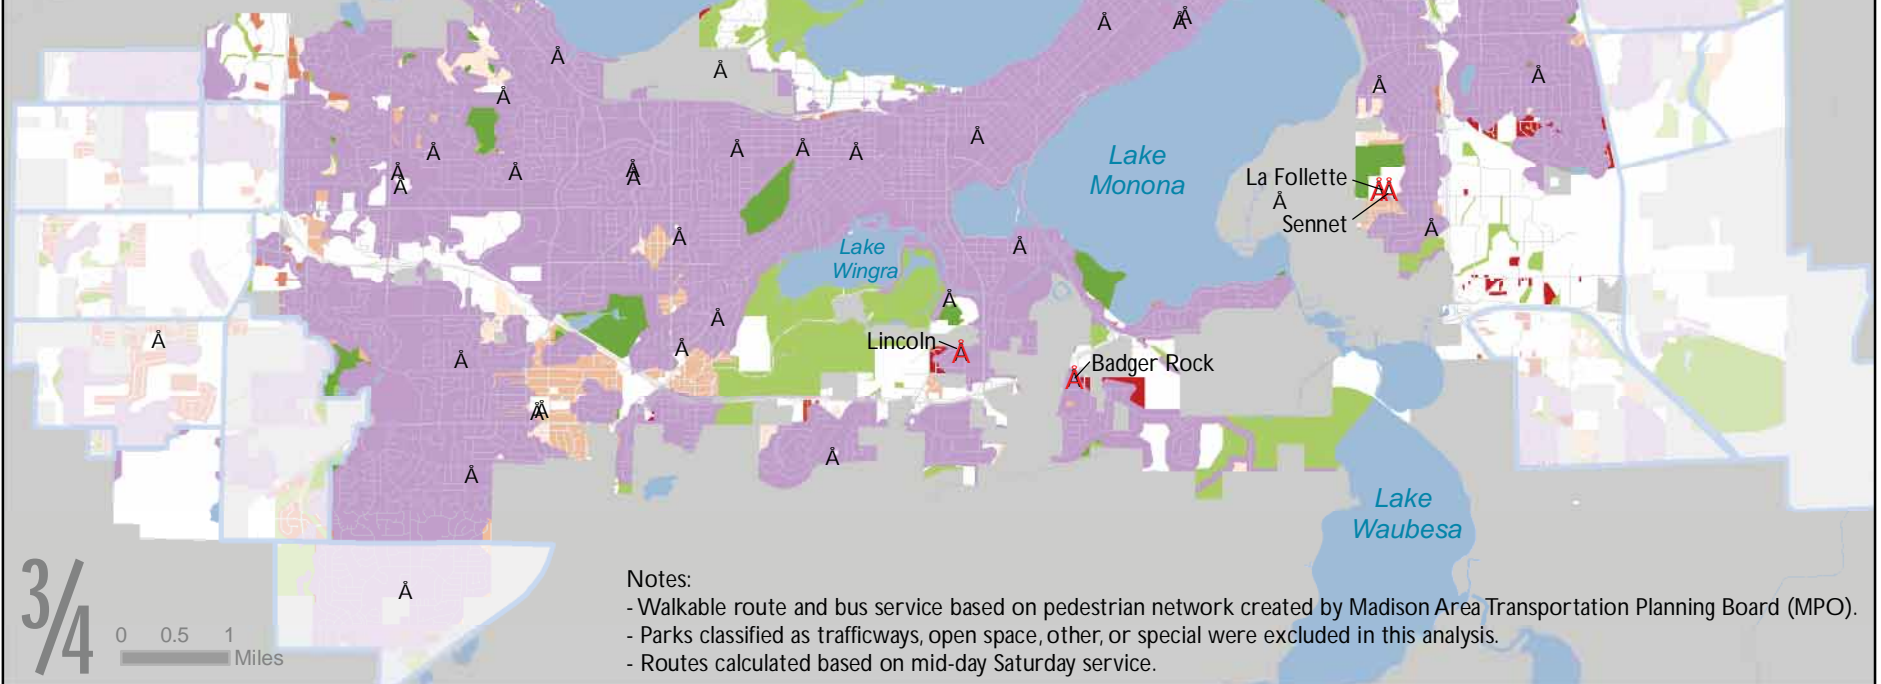 Lake
Monona
La Follette
Sennet
Lake
Wingra
Lincoln
Badger Rock
Lake
Waubesa
3/4
0 0.5 1
Miles
Notes:
- Walkable route and bus service based on pedestrian network created by Madison Area Transportation Planning Board (MPO).
- Parks classified as trafficways, open space, other, or special were excluded in this analysis.
- Routes calculated based on mid-day Saturday service.